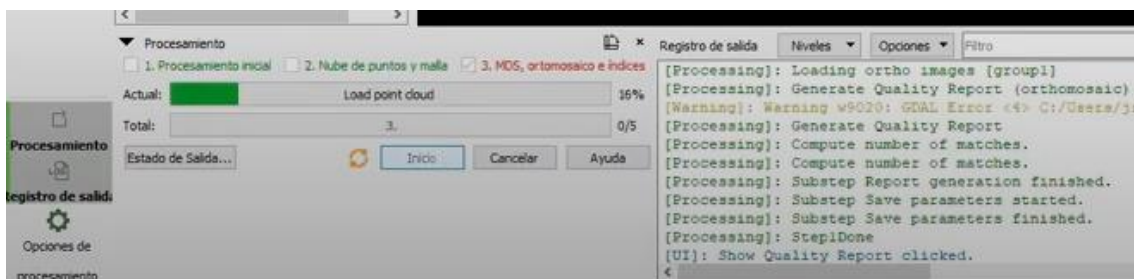 Procesamiento
1. Procesamiento inicial 2. Nube de puntos y malla 3. MDS, ortomosaico e índices
Actual: Load point cloud 16%
Total: 3. 0/5
Estado de Salida... Inicio Cancelar Ayuda
Procesamiento
Registro de salida
Opciones de
procesamiento
Registro de salida Niveles Opciones Filtro
[Processing]: Loading ortho images [group1]
[Processing]: Generate Quality Report (orthomosaic)
[Warning]: Warning w9020: GDAL Error <4> C:/Users/j
[Processing]: Generate Quality Report
[Processing]: Compute number of matches.
[Processing]: Compute number of matches.
[Processing]: Substep Report generation finished.
[Processing]: Substep Save parameters started.
[Processing]: Substep Save parameters finished.
[Processing]: Step1Done
[UI]: Show Quality Report clicked.